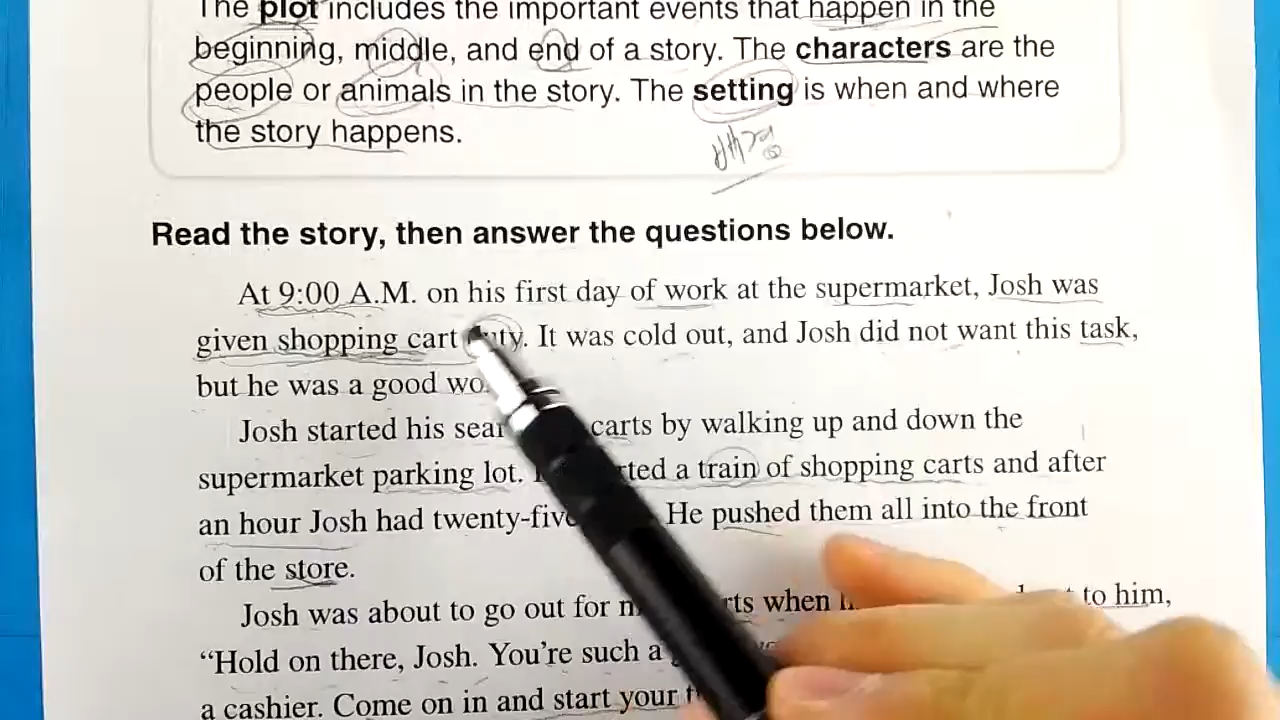 The plot includes the important events that happen in the
beginning, middle, and end of a story. The characters are the
people or animals in the story. The setting is when and where
the story happens.
Read the story, then answer the questions below.
At 9:00 A.M. on his first day of work at the supermarket, Josh was
given shopping cart duty. It was cold out, and Josh did not want this task,
but he was a good
Josh started his carts by walking up and down the
supermarket parking lot. a train of shopping carts and after
an hour Josh had twenty-five He pushed them all into the front
of the store.
Josh was about to go out for when to him,
“Hold on there, Josh. You’re such a
a cashier. Come on in and start your